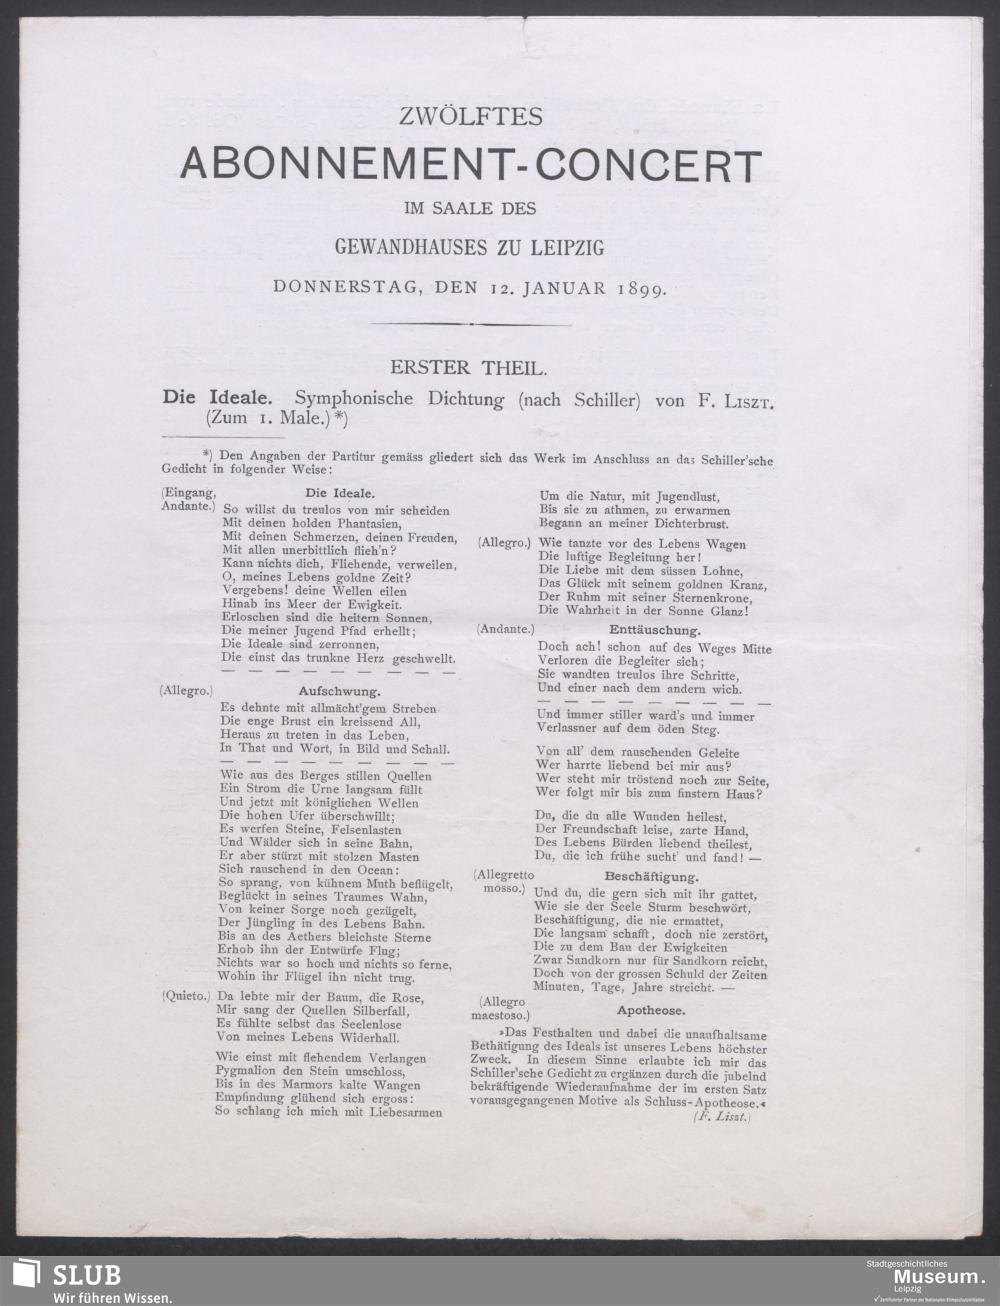 ZWÖLFTES
ABONNEMENT-CONCERT
IM SAALE DES
GEWANDHAUSES ZU LEIPZIG
DONNERSTAG, DEN 12. JANUAR 1899.
ERSTER THEIL.
Die Ideale. Symphonische Dichtung (nach Schiller) von F. LISZT.
(Zum 1. Male.)*)
*) Den Angaben der Partitur gemäss gliedert sich das Werk im Anschluss an das Schiller'sche
Gedicht in folgender Weise:
(Eingang, Die Ideale.
Andante.) So willst du treulos von mir scheiden
Mit deinen holden Phantasien,
Mit deinen Schmerzen, deinen Freuden,
Mit allen unerbittlich flieh'n?
Kann nichts dich, Fliehende, verweilen,
O, meines Lebens goldne Zeit?
Vergebens! deine Wellen eilen
Hinab ins Meer der Ewigkeit.
Erloschen sind die heitern Sonnen,
Die meiner Jugend Pfad erhellt;
Die Ideale sind zerronnen,
Die einst das trunkne Herz geschwellt.
— — — — — — — — —
(Allegro.) Aufschwung.
Es dehnte mit allmächt'gem Streben
Die enge Brust ein kreissend All,
Heraus zu treten in das Leben,
In That und Wort, in Bild und Schall.
— — — — — — — — —
Wie aus des Berges stillen Quellen
Ein Strom die Urne langsam füllt
Und jetzt mit königlichen Wellen
Die hohen Ufer überschwillt;
Es werfen Steine, Felsenlasten
Und Wälder sich in seine Bahn,
Er aber stürzt mit stolzen Masten
Sich rauschend in den Ocean:
So sprang, von kühnem Muth beflügelt,
Beglückt in seines Traumes Wahn,
Von keiner Sorge noch gezügelt,
Der Jüngling in des Lebens Bahn.
Bis an des Aethers bleichste Sterne
Erhob ihn der Entwürfe Flug;
Nichts war so hoch und nichts so ferne,
Wohin ihr Flügel ihn nicht trug.
(Quieto.) Da lebte mir der Baum, die Rose,
Mir sang der Quellen Silberfall,
Es fühlte selbst das Seelenlose
Von meines Lebens Widerhall.
Wie einst mit flehendem Verlangen
Pygmalion den Stein umschloss,
Bis in des Marmors kalte Wangen
Empfindung glühend sich ergoss:
So schlang ich mich mit Liebesarmen
Um die Natur, mit Jugendlust,
Bis sie zu athmen, zu erwarmen
Begann an meiner Dichterbrust.
(Allegro.) Wie tanzte vor des Lebens Wagen
Die luftige Begleitung her!
Die Liebe mit dem süssen Lohne,
Das Glück mit seinem goldnen Kranz,
Der Ruhm mit seiner Sternenkrone,
Die Wahrheit in der Sonne Glanz!
(Andante.) Enttäuschung.
Doch ach! schon auf des Weges Mitte
Verloren die Begleiter sich;
Sie wandten treulos ihre Schritte,
Und einer nach dem andern wich.
— — — — — — — — —
Und immer stiller ward's und immer
Verlassner auf dem öden Steg.
Von all' dem rauschenden Geleite
Wer harrte liebend bei mir aus?
Wer steht mir tröstend noch zur Seite,
Wer folgt mir bis zum finstern Haus?
Du, die du alle Wunden heilest,
Der Freundschaft leise, zarte Hand,
Des Lebens Bürden liebend theilest,
Du, die ich frühe sucht' und fand! —
(Allegretto Beschäftigung.
mosso.) Und du, die gern sich mit ihr gattet,
Wie sie der Seele Sturm beschwört,
Beschäftigung, die nie ermattet,
Die langsam schafft, doch nie zerstört,
Die zu dem Bau der Ewigkeiten
Zwar Sandkorn nur für Sandkorn reicht,
Doch von der grossen Schuld der Zeiten
Minuten, Tage, Jahre streicht. —
(Allegro
maestoso.) Apotheose.
»Das Festhalten und dabei die unaufhaltsame
Bethätigung des Ideals ist unseres Lebens höchster
Zweck. In diesem Sinne erlaubte ich mir das
Schiller'sche Gedicht zu ergänzen durch die jubelnd
bekräftigende Wiederaufnahme der im ersten Satz
vorausgegangenen Motive als Schluss-Apotheose.«
(F. Liszt.)
SLUB
Wir führen Wissen.
Stadtgeschichtliches
Museum.
Leipzig
Zertifizierter Partner der Nationalen Klimaschutzinitiative